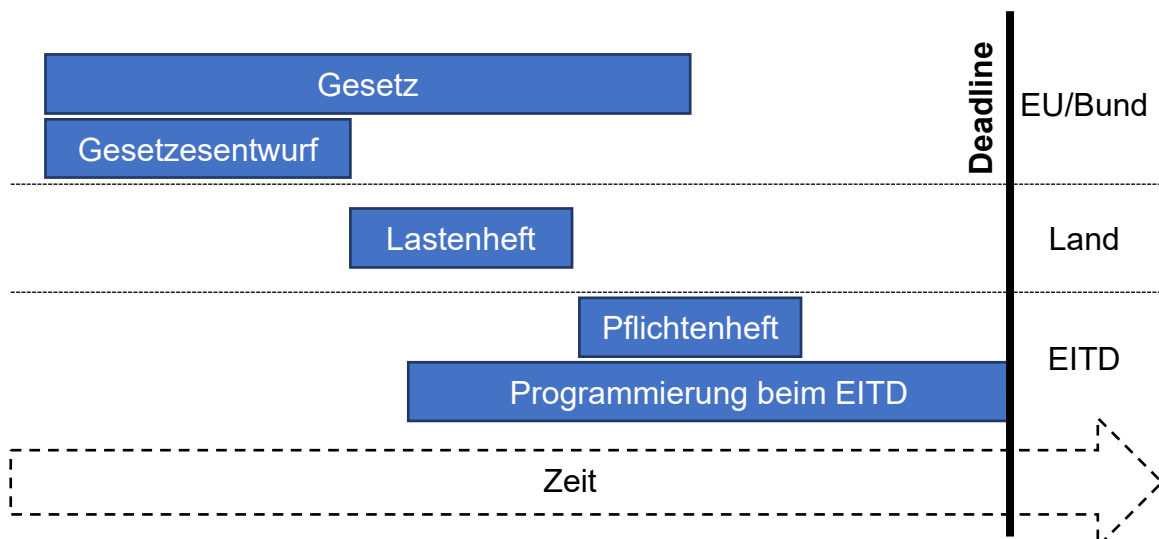 Gesetz
Gesetzesentwurf
Deadline
EU/Bund
Lastenheft
Land
Pflichtenheft
Programmierung beim EITD
EITD
Zeit